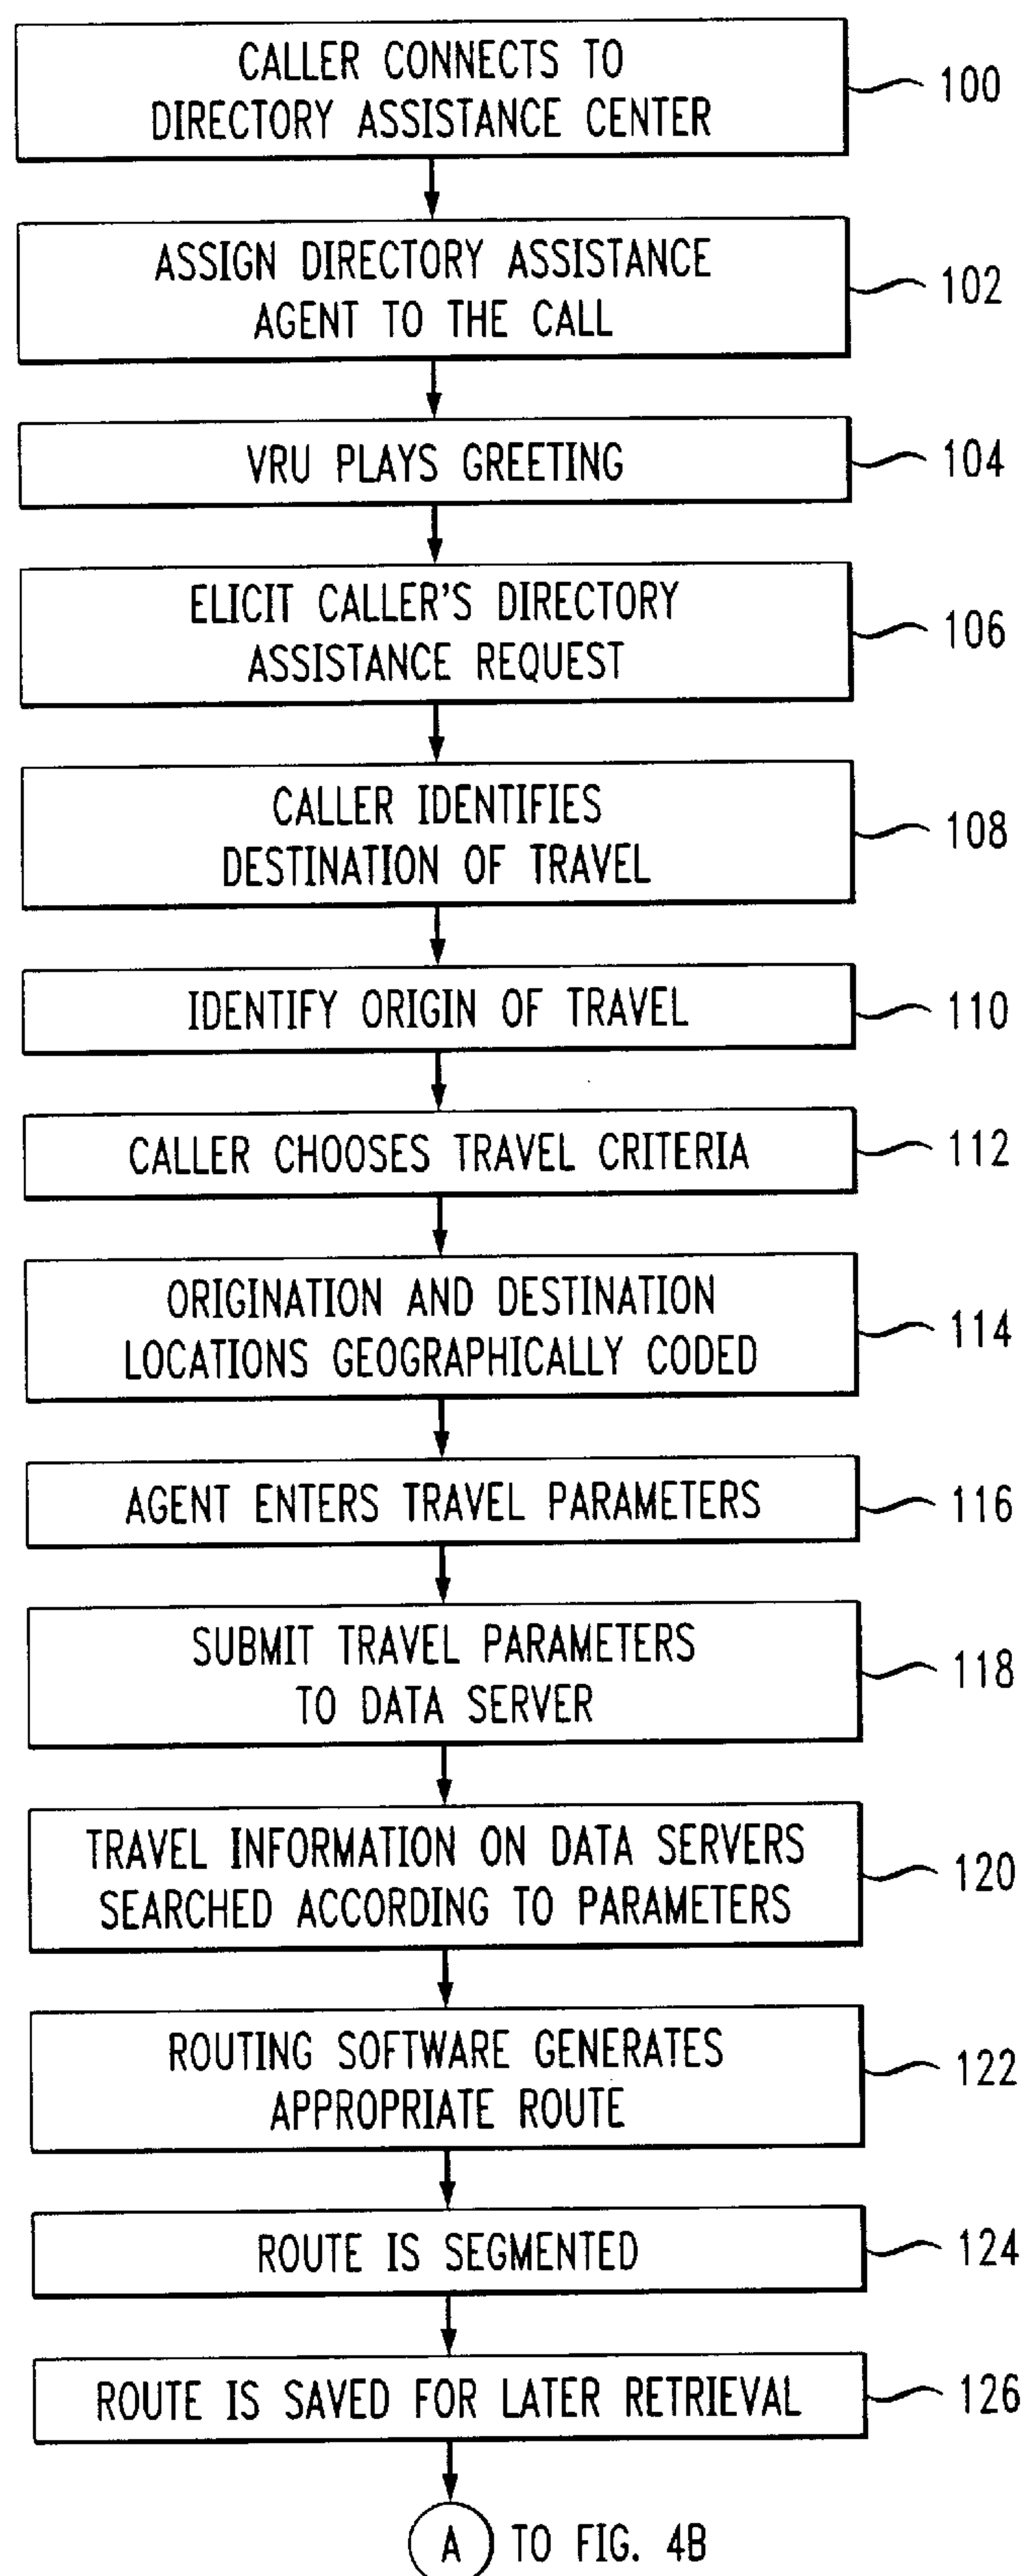 CALLER CONNECTS TO
DIRECTORY ASSISTANCE CENTER
100
ASSIGN DIRECTORY ASSISTANCE
AGENT TO THE CALL
102
VRU PLAYS GREETING
104
ELICIT CALLER'S DIRECTORY
ASSISTANCE REQUEST
106
CALLER IDENTIFIES
DESTINATION OF TRAVEL
108
IDENTIFY ORIGIN OF TRAVEL
110
CALLER CHOOSES TRAVEL CRITERIA
112
ORIGINATION AND DESTINATION
LOCATIONS GEOGRAPHICALLY CODED
114
AGENT ENTERS TRAVEL PARAMETERS
116
SUBMIT TRAVEL PARAMETERS
TO DATA SERVER
118
TRAVEL INFORMATION ON DATA SERVERS
SEARCHED ACCORDING TO PARAMETERS
120
ROUTING SOFTWARE GENERATES
APPROPRIATE ROUTE
122
ROUTE IS SEGMENTED
124
ROUTE IS SAVED FOR LATER RETRIEVAL
126
A TO FIG. 4B